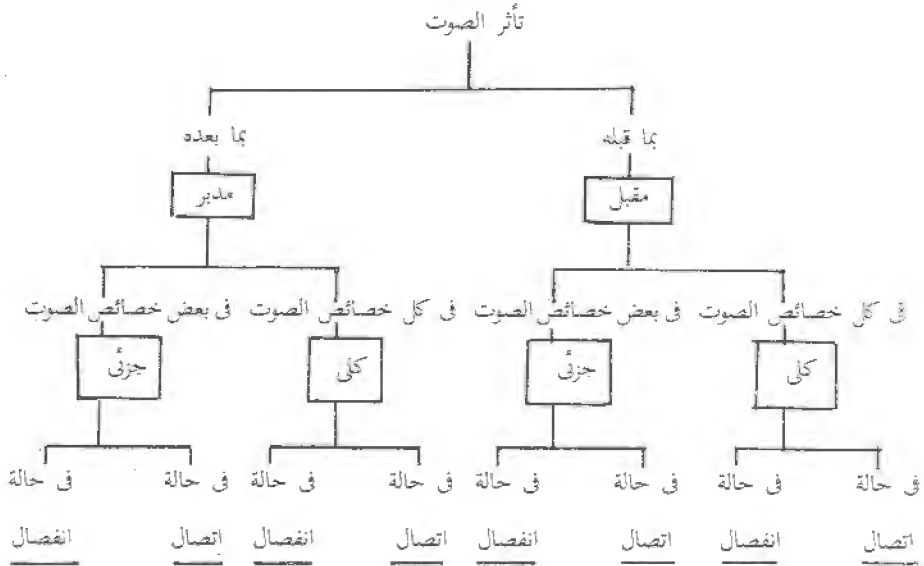 تأثر الصوت
بما قبله بما بعده
مقبل مدبر
فى كل خصائص الصوت فى بعض خصائص الصوت فى كل خصائص الصوت فى بعض خصائص الصوت
كلى جزئى كلى جزئى
فى حالة فى حالة فى حالة فى حالة فى حالة فى حالة فى حالة فى حالة
اتصال انفصال اتصال انفصال اتصال انفصال اتصال انفصال